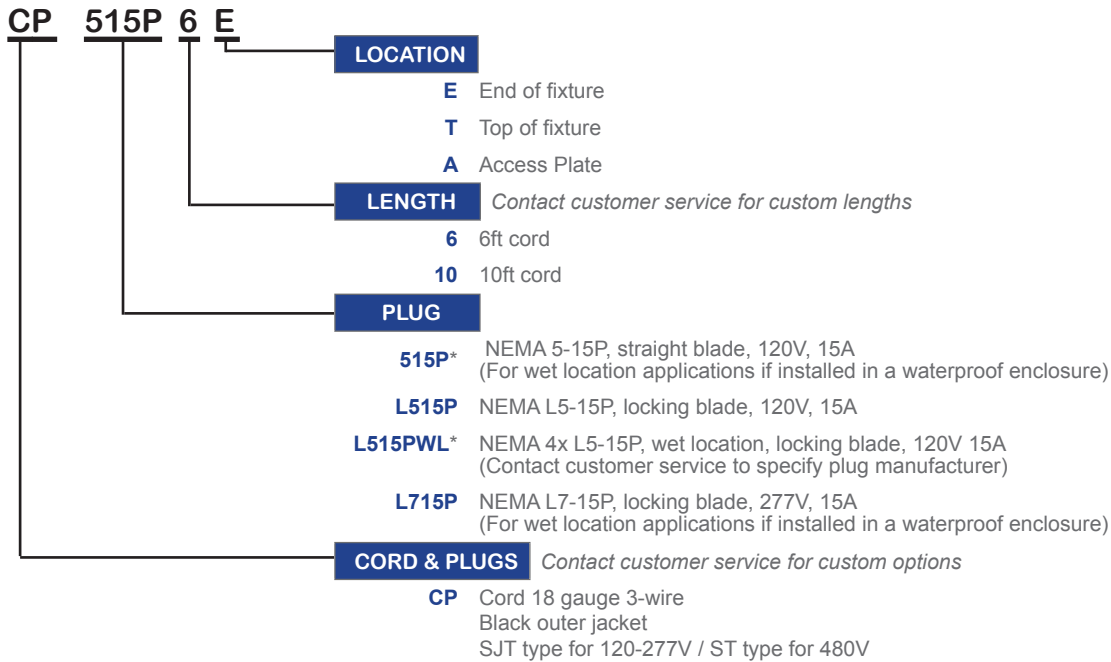 CP 515P 6 E
LOCATION
E End of fixture
T Top of fixture
A Access Plate
LENGTH Contact customer service for custom lengths
6 6ft cord
10 10ft cord
PLUG
515P* NEMA 5-15P, straight blade, 120V, 15A
(For wet location applications if installed in a waterproof enclosure)
L515P NEMA L5-15P, locking blade, 120V, 15A
L515PWL* NEMA 4x L5-15P, wet location, locking blade, 120V 15A
(Contact customer service to specify plug manufacturer)
L715P NEMA L7-15P, locking blade, 277V, 15A
(For wet location applications if installed in a waterproof enclosure)
CORD & PLUGS Contact customer service for custom options
CP Cord 18 gauge 3-wire
Black outer jacket
SJT type for 120-277V / ST type for 480V